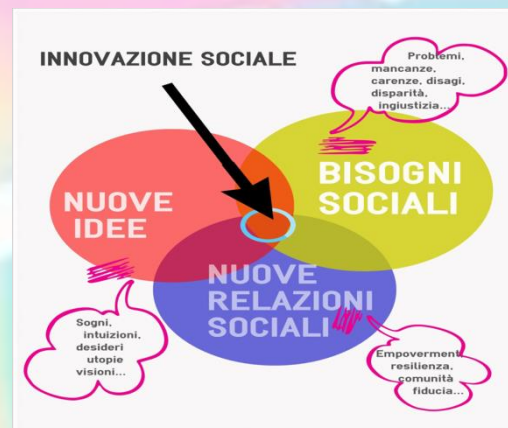 INNOVAZIONE SOCIALE
Problemi,
mancanze,
carenze, disagi,
disparità,
ingiustizia...
BISOGNI
SOCIALI
NUOVE
IDEE
NUOVE
RELAZIONI
SOCIALI
Sogni,
intuizioni,
desideri
utopie
visioni...
Empoverment
resilienza,
comunità
fiducia...